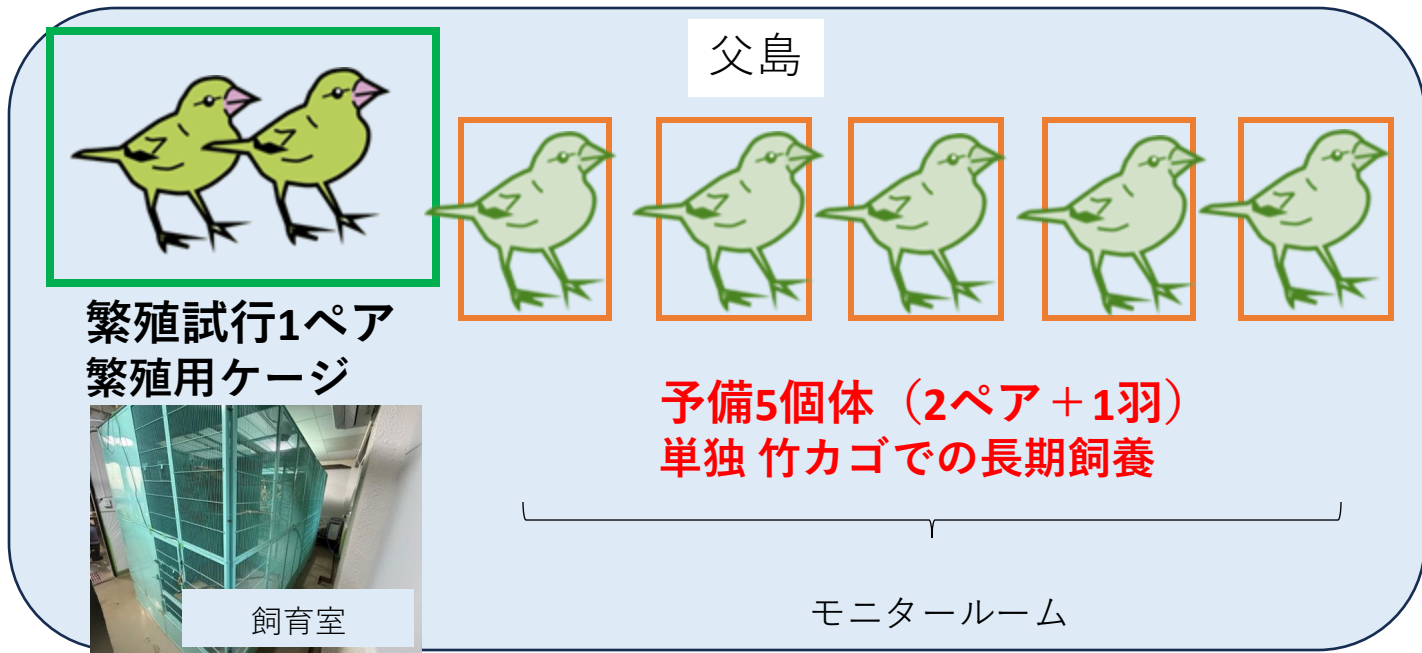 父島
繁殖試行1ペア
繁殖用ケージ
予備5個体（2ペア＋1羽）
単独 竹カゴでの長期飼養
飼育室
モニタールーム